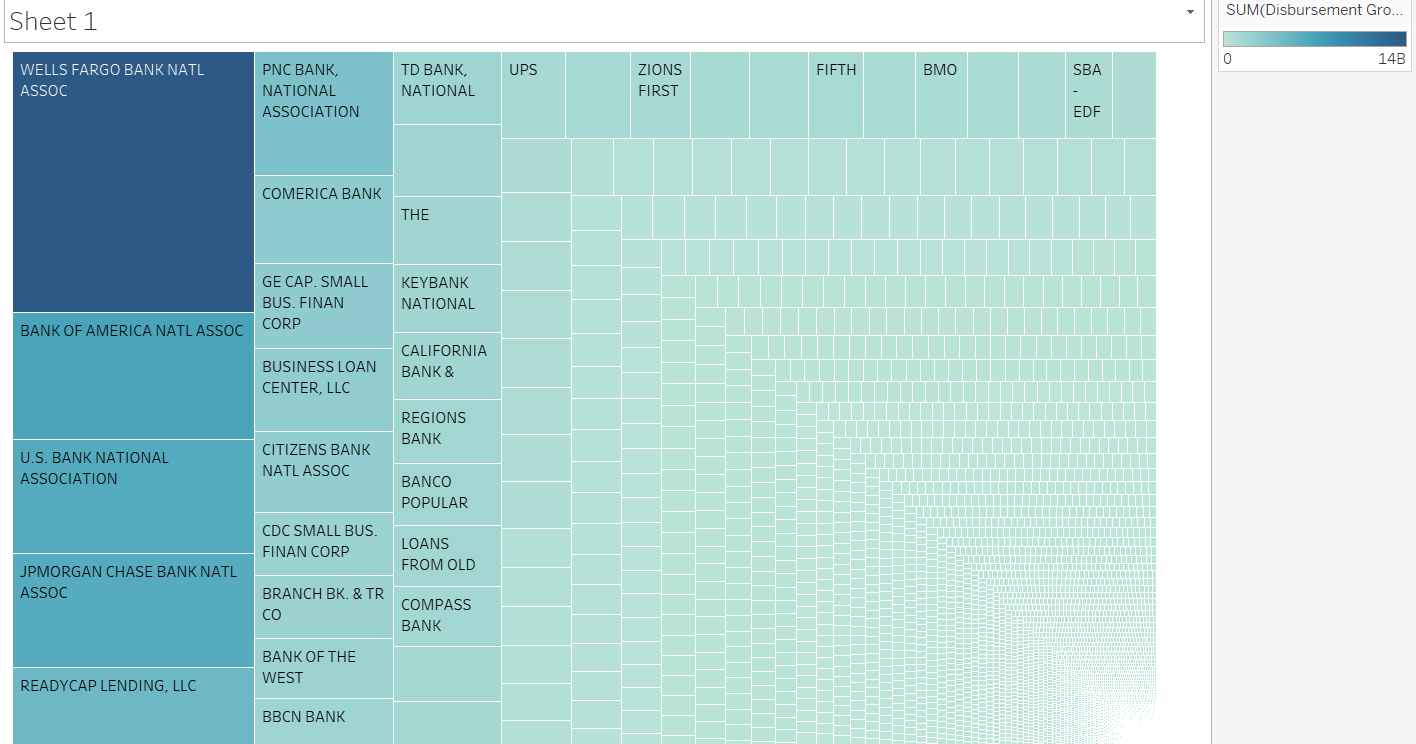 Sheet 1
SUM(Disbursement Gro...
0
14B
WELLS FARGO BANK NATL
ASSOC
BANK OF AMERICA NATL ASSOC
U.S. BANK NATIONAL
ASSOCIATION
JPMORGAN CHASE BANK NATL
ASSOC
READYCAP LENDING, LLC
PNC BANK,
NATIONAL
ASSOCIATION
COMERICA BANK
GE CAP. SMALL
BUS. FINAN
CORP
BUSINESS LOAN
CENTER, LLC
CITIZENS BANK
NATL ASSOC
CDC SMALL BUS.
FINAN CORP
BRANCH BK. & TR
CO
BANK OF THE
WEST
BBCN BANK
TD BANK,
NATIONAL
THE
KEYBANK
NATIONAL
CALIFORNIA
BANK &
REGIONS
BANK
BANCO
POPULAR
LOANS
FROM OLD
COMPASS
BANK
UPS
ZIONS
FIRST
FIFTH
BMO
SBA
-
EDF